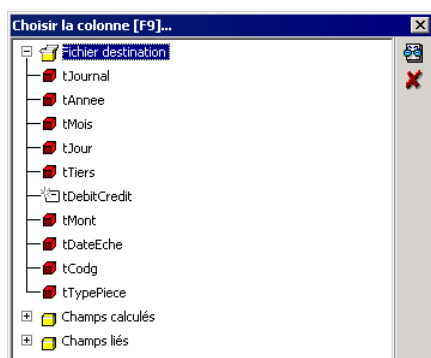 Choisir la colonne [F9]...
Fichier destination
tJournal
tAnnee
tMois
tJour
tTiers
tDebitCredit
tMont
tDateEche
tCodg
tTypePiece
Champs calculés
Champs liés